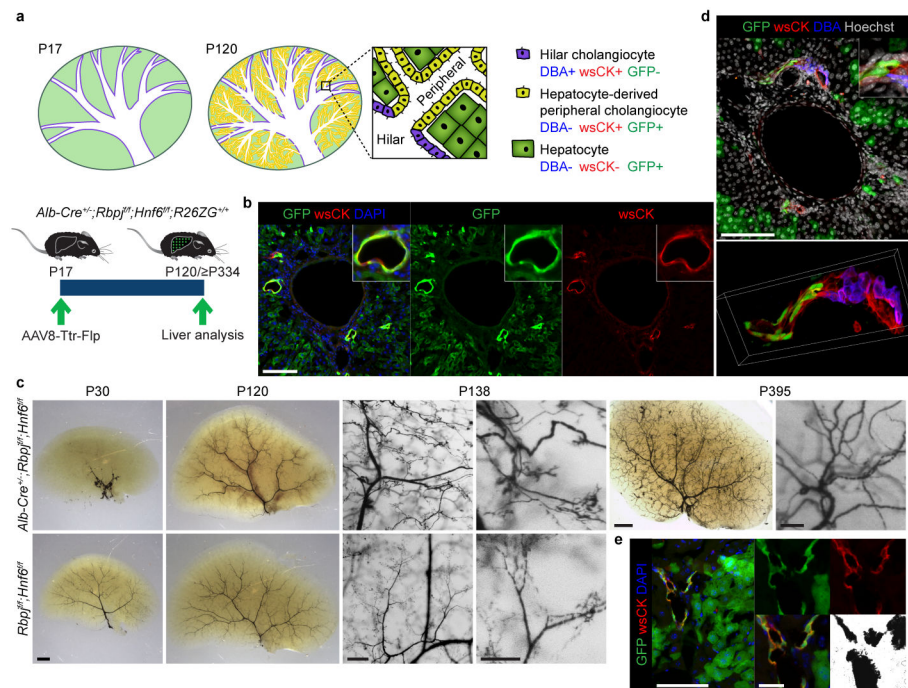 a
P17
P120
Peripheral
Hilar
Hilar cholangiocyte
DBA+ wsCK+ GFP-
Hepatocyte-derived
peripheral cholangiocyte
DBA- wsCK+ GFP+
Hepatocyte
DBA- wsCK- GFP+
Alb-Cre+/-;Rbpjf/f;Hnf6f/f;R26ZG+/+
P17
P120/≥P334
AAV8-Ttr-Flp
Liver analysis
b
GFP wsCK DAPI
GFP
wsCK
d
GFP wsCK DBA Hoechst
c
P30
P120
P138
P395
Alb-Cre+/-;Rbpjf/f;Hnf6f/f
Rbpjf/f;Hnf6f/f
e
GFP wsCK DAPI